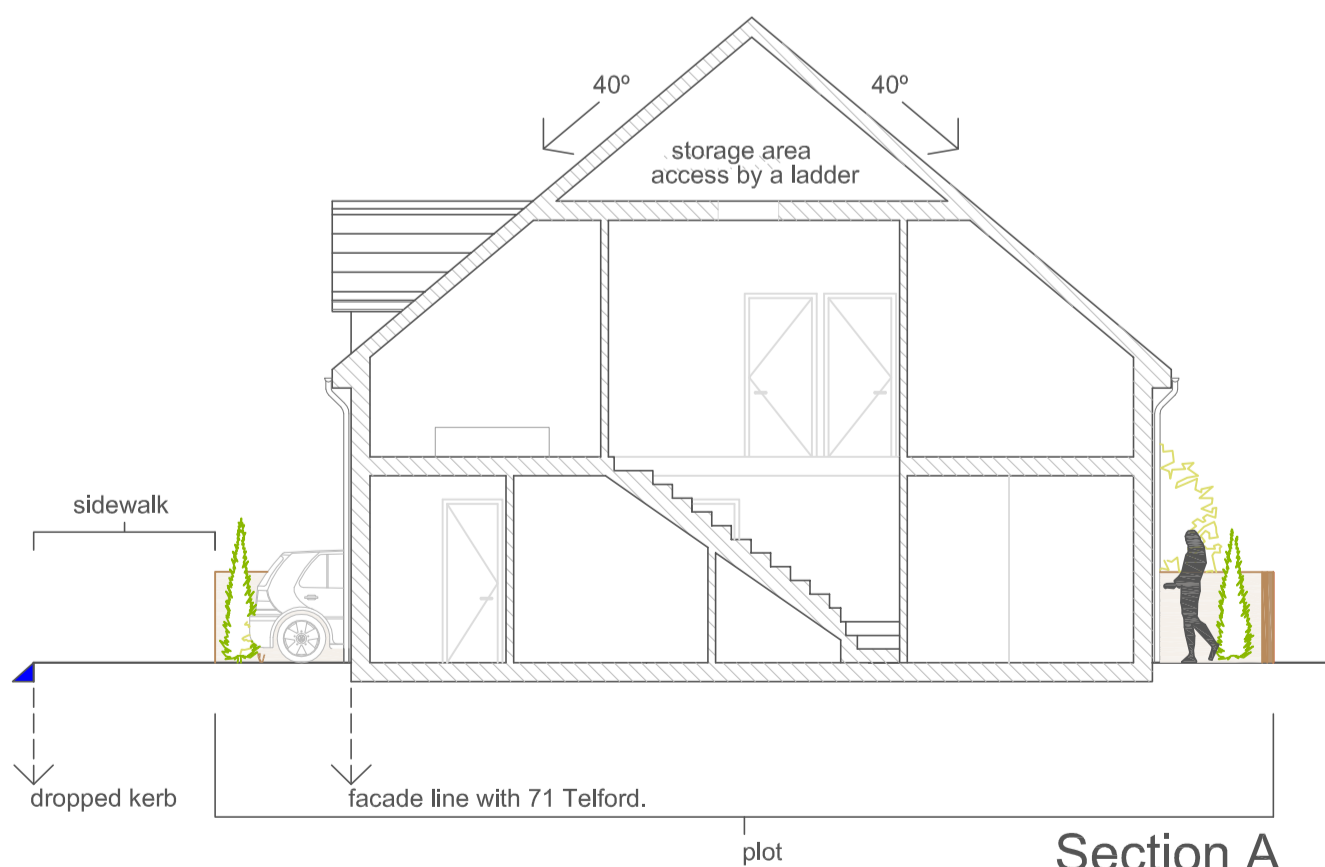 40º
40º
storage area
access by a ladder
sidewalk
dropped kerb
facade line with 71 Telford.
plot
Section A